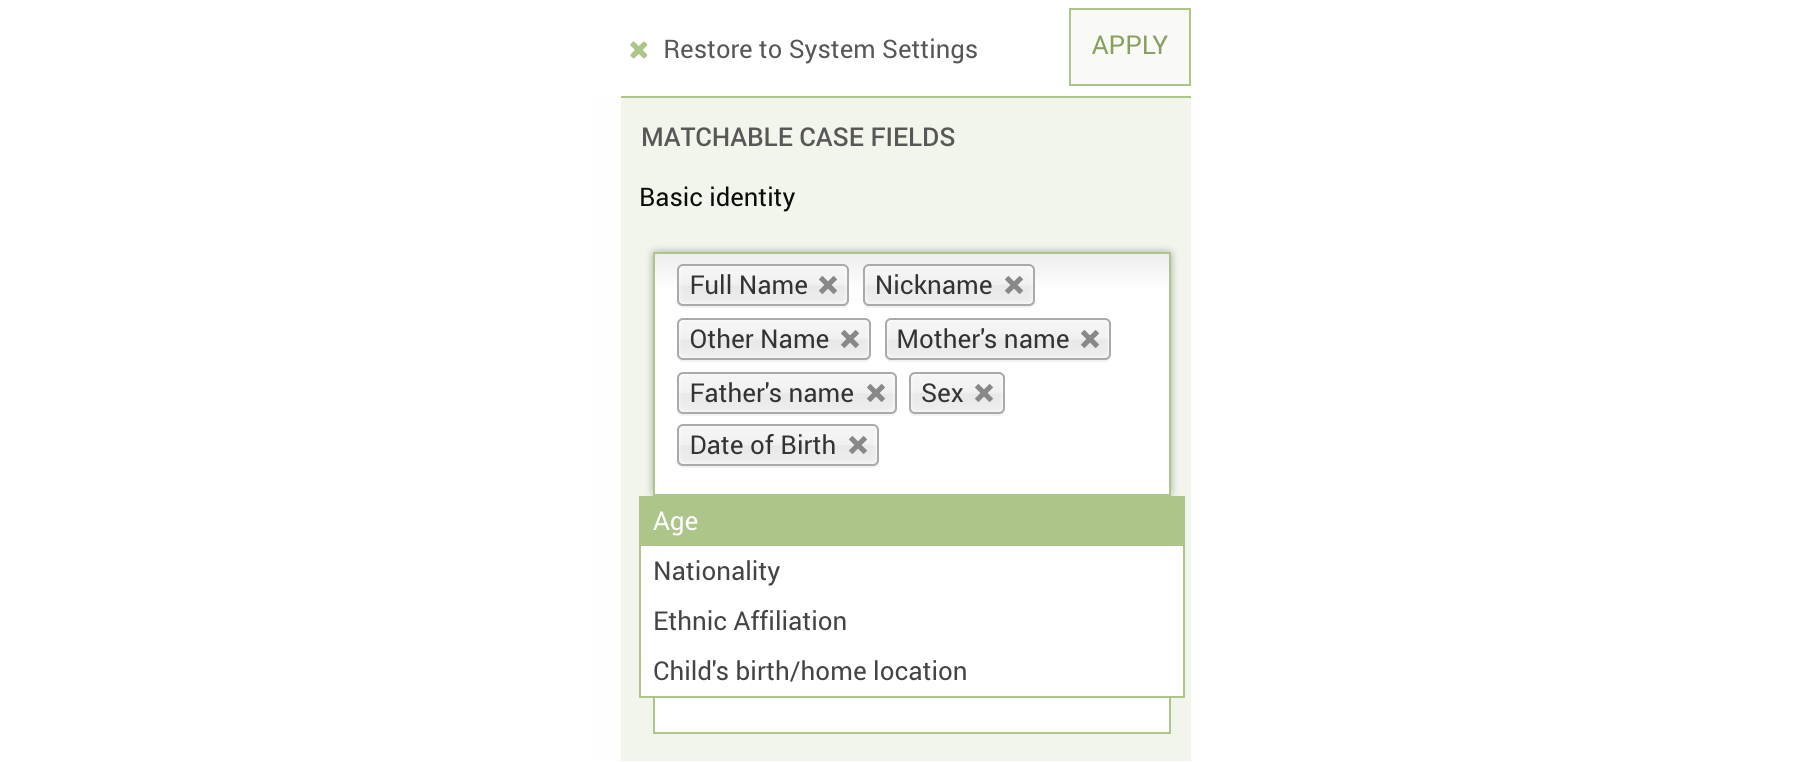 Restore to System Settings
APPLY
MATCHABLE CASE FIELDS
Basic identity
Full Name Nickname
Other Name Mother's name
Father's name Sex
Date of Birth
Age
Nationality
Ethnic Affiliation
Child's birth/home location